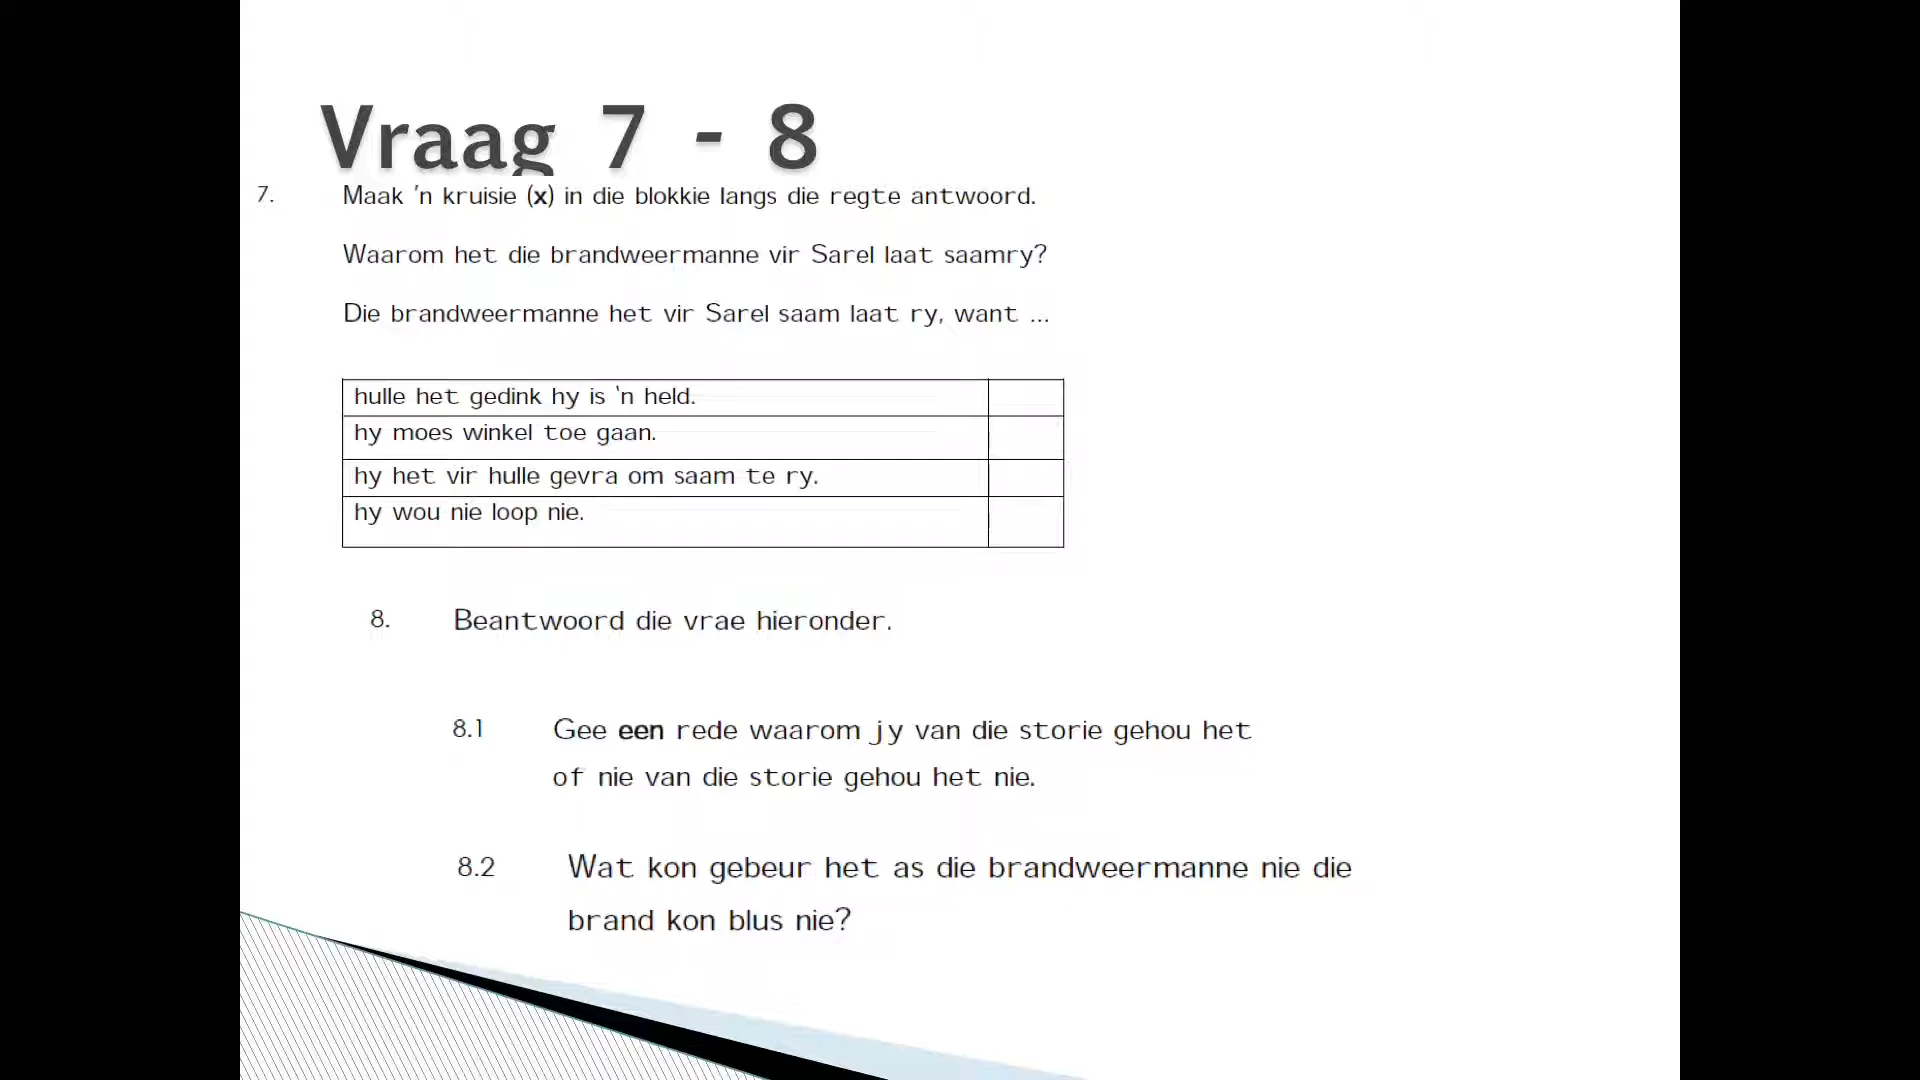 Vraag 7 - 8
7. Maak 'n kruisie (x) in die blokkie langs die regte antwoord.
Waarom het die brandweermanne vir Sarel laat saamry?
Die brandweermanne het vir Sarel saam laat ry, want ...
hulle het gedink hy is 'n held.
hy moes winkel toe gaan.
hy het vir hulle gevra om saam te ry.
hy wou nie loop nie.
8. Beantwoord die vrae hieronder.
8.1 Gee een rede waarom jy van die storie gehou het
of nie van die storie gehou het nie.
8.2 Wat kon gebeur het as die brandweermanne nie die
brand kon blus nie?